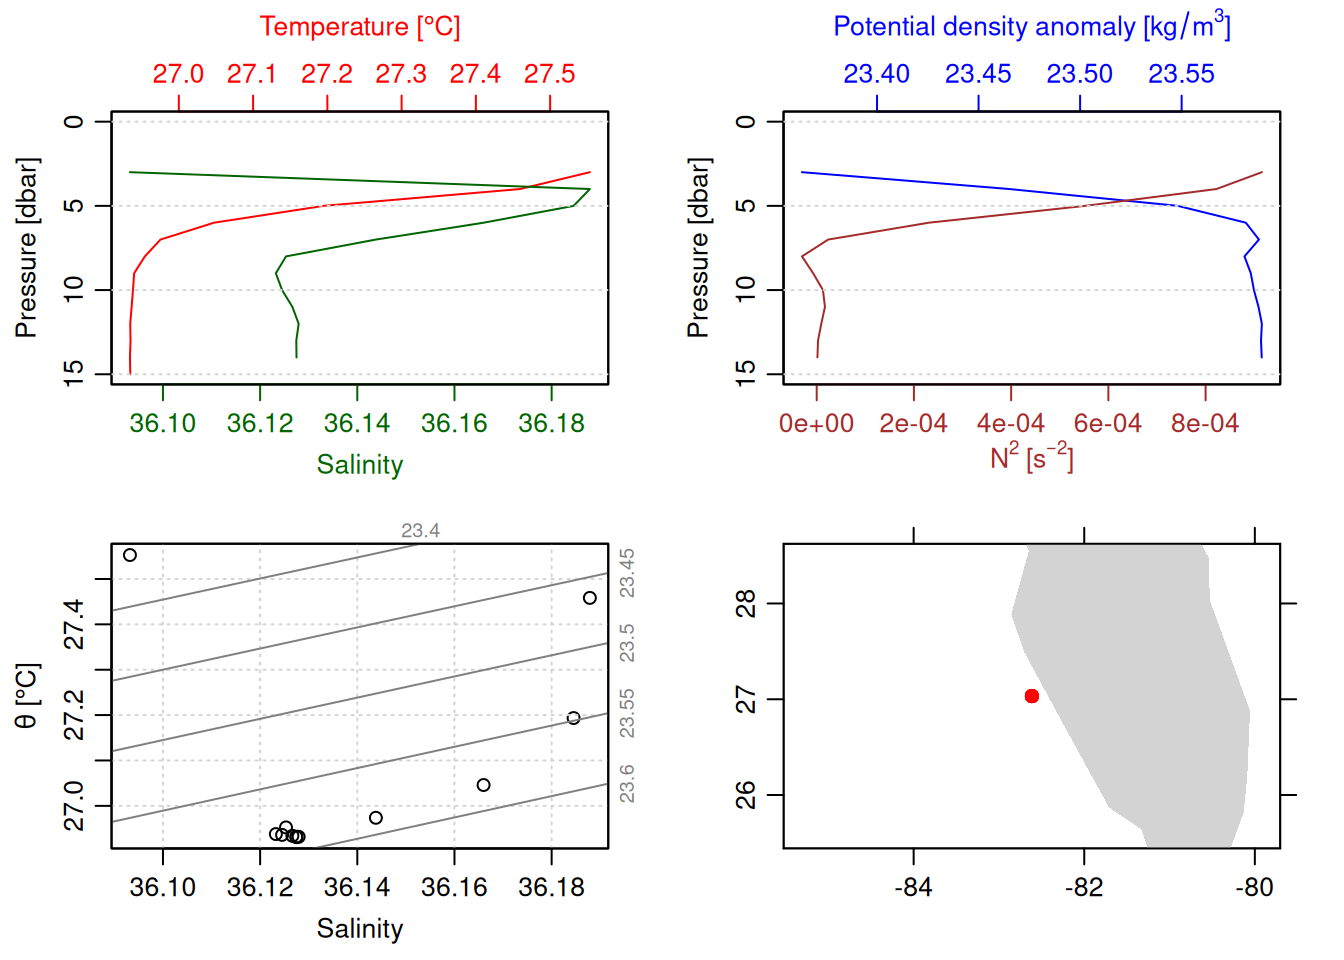 Temperature [°C]
27.0 27.1 27.2 27.3 27.4 27.5
0
5
10
15
Pressure [dbar]
36.10 36.12 36.14 36.16 36.18
Salinity
Potential density anomaly [kg/m³]
23.40 23.45 23.50 23.55
0
5
10
15
Pressure [dbar]
0e+00 2e-04 4e-04 6e-04 8e-04
N² [s⁻²]
23.4
23.45
23.5
23.55
23.6
27.4
27.2
27.0
θ [°C]
36.10 36.12 36.14 36.16 36.18
Salinity
28
27
26
-84 -82 -80